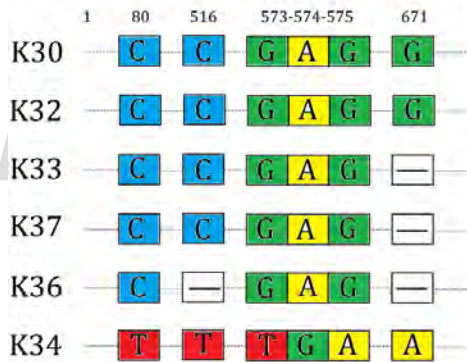 1 80 516 573-574-575 671
K30 C C G A G G
K32 C C G A G G
K33 C C G A G —
K37 C C G A G —
K36 C — G A G —
K34 T T T G A A